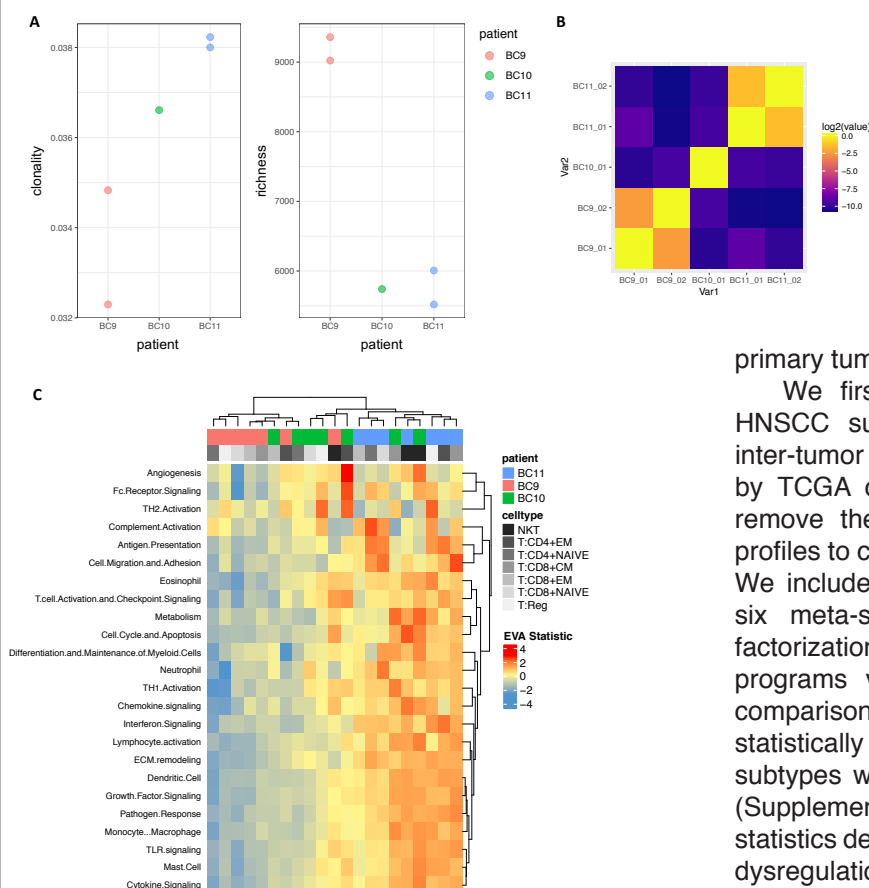 A
clonality
0.038
0.036
0.034
0.032
BC9
BC10
BC11
patient
richness
9000
8000
7000
6000
BC9
BC10
BC11
patient
patient
BC9
BC10
BC11
B
Var2
BC11_02
BC11_01
BC10_01
BC9_02
BC9_01
BC9_01
BC9_02
BC10_01
BC11_01
BC11_02
Var1
log2(value)
0.0
−2.5
−5.0
−7.5
−10.0
C
Angiogenesis
Fc.Receptor.Signaling
TH2.Activation
Complement.Activation
Antigen.Presentation
Cell.Migration.and.Adhesion
Eosinophil
T.cell.Activation.and.Checkpoint.Signaling
Metabolism
Cell.Cycle.and.Apoptosis
Differentiation.and.Maintenance.of.Myeloid.Cells
Neutrophil
TH1.Activation
Chemokine.signaling
Interferon.Signaling
Lymphocyte.activation
ECM.remodeling
Dendritic.Cell
Growth.Factor.Signaling
Pathogen.Response
Monocyte...Macrophage
TLR.signaling
Mast.Cell
Cytokine.Signaling
patient
BC11
BC9
BC10
celltype
NKT
T:CD4+EM
T:CD4+NAIVE
T:CD8+CM
T:CD8+EM
T:CD8+NAIVE
T:Reg
EVA Statistic
4
2
0
−2
−4
primary tum
We firs
HNSCC su
inter-tumor
by TCGA c
remove the
profiles to c
We include
six meta-s
factorization
programs v
comparison
statistically
subtypes w
(Supplemen
statistics de
dysregulatio